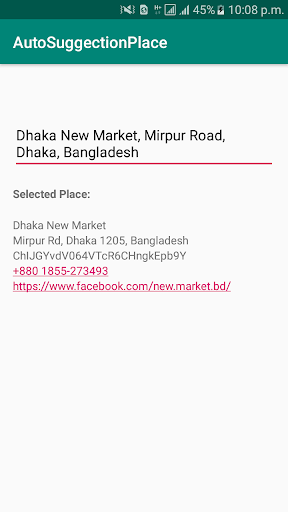 45% 10:08 p.m.
AutoSuggectionPlace
Dhaka New Market, Mirpur Road,
Dhaka, Bangladesh
Selected Place:
Dhaka New Market
Mirpur Rd, Dhaka 1205, Bangladesh
ChIJGYvdV064VTcR6CHngkEpb9Y
+880 1855-273493
https://www.facebook.com/new.market.bd/